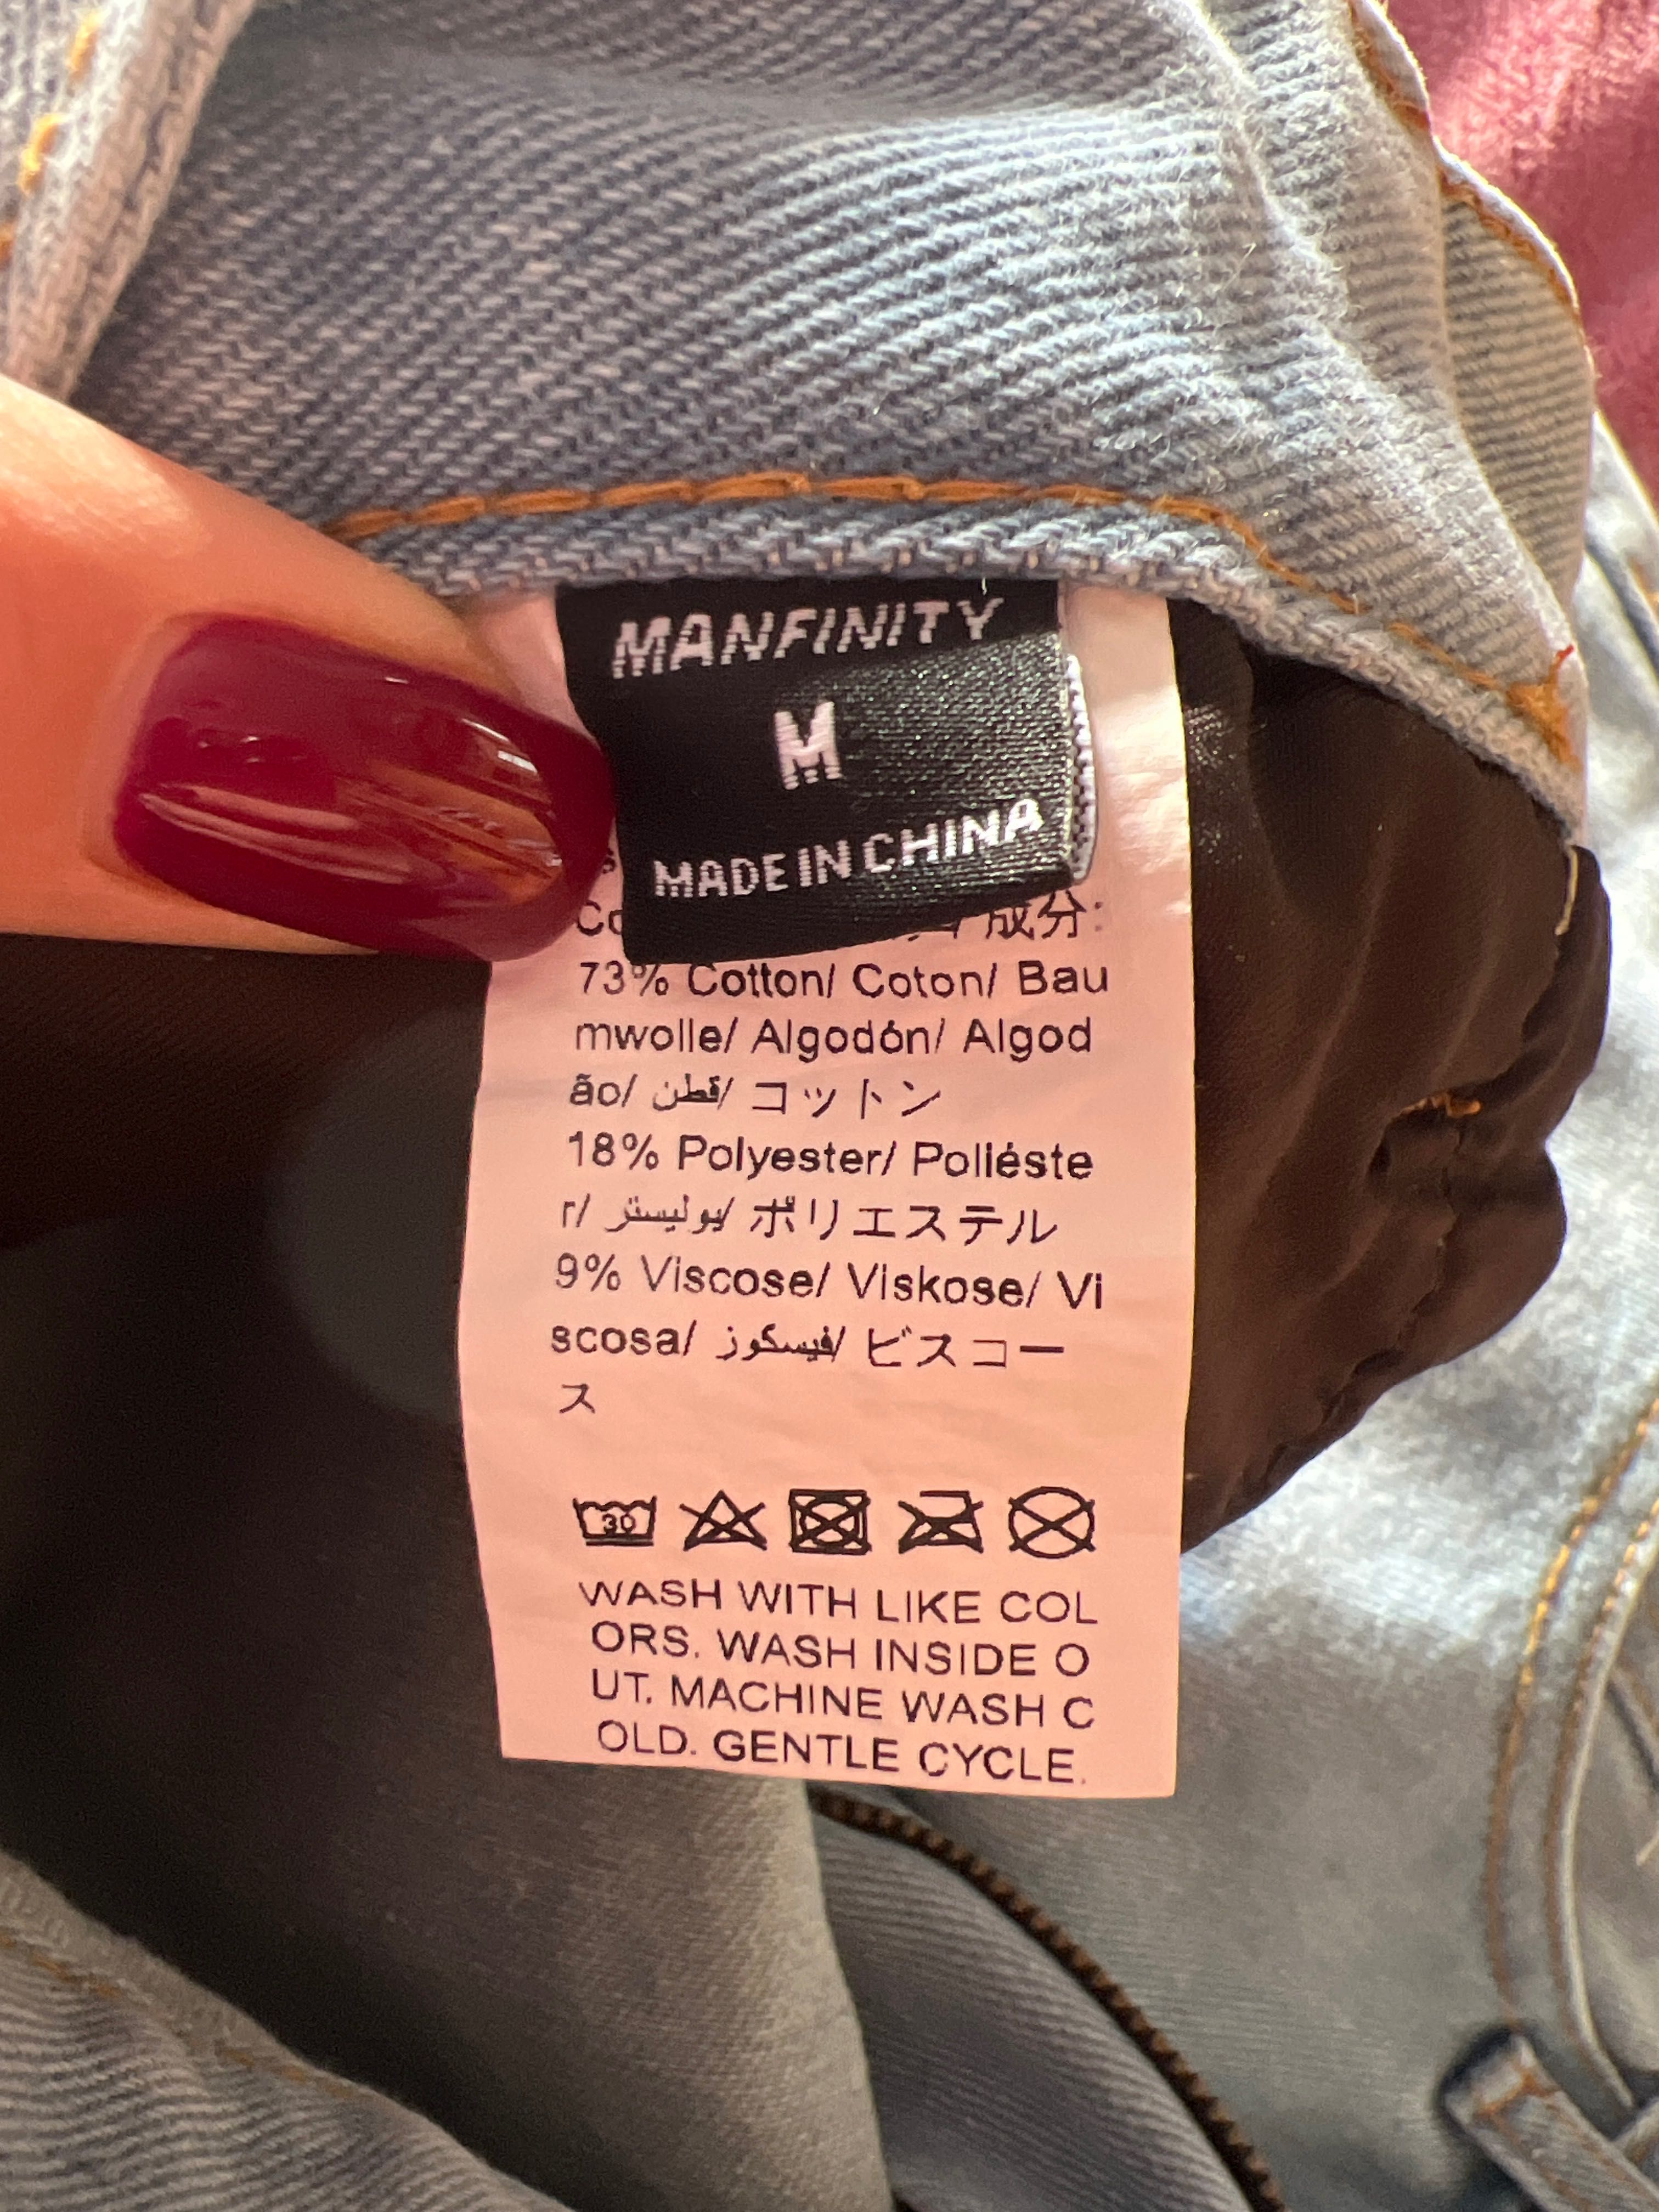 MANFINITY
M
MADE IN CHINA
成分:
73% Cotton/ Coton/ Bau
mwolle/ Algodón/ Algod
ão/ قطن/ コットン
18% Polyester/ Poliéste
r/ بوليستر/ ポリエステル
9% Viscose/ Viskose/ Vi
scosa/ فيسكوز/ ビスコー
ス
30
WASH WITH LIKE COL
ORS. WASH INSIDE O
UT. MACHINE WASH C
OLD. GENTLE CYCLE.